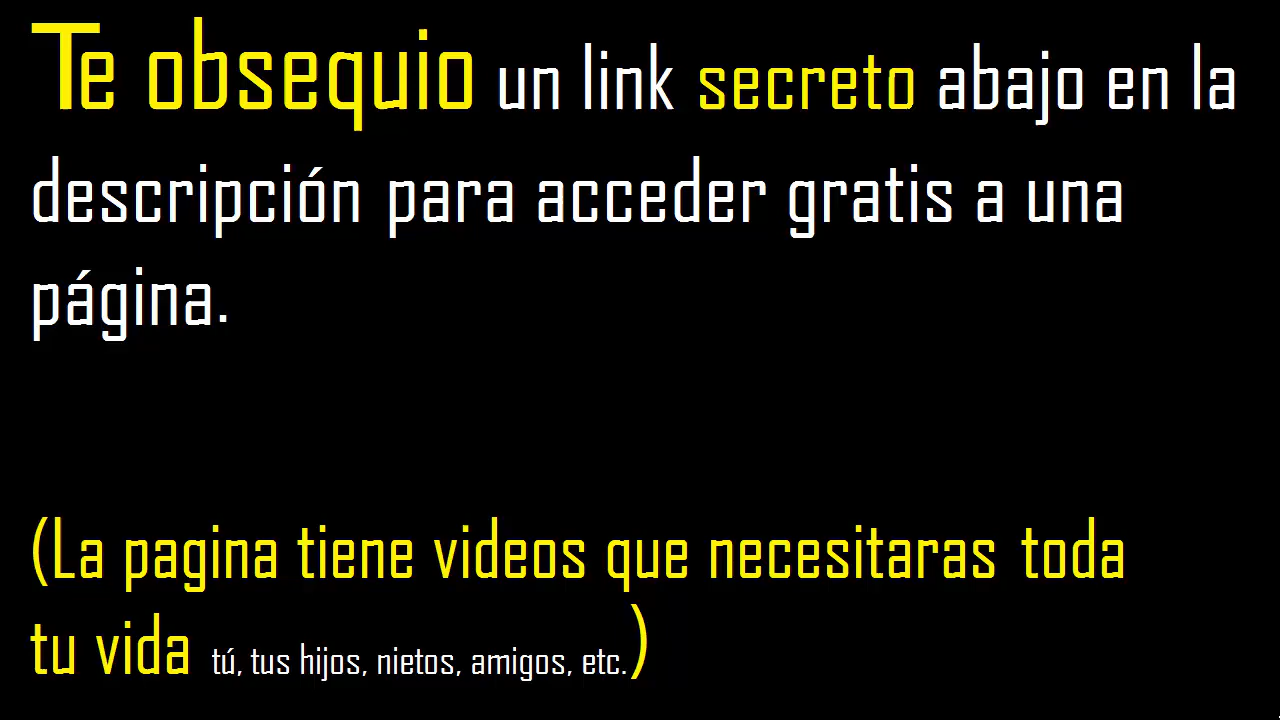 Te obsequio un link secreto abajo en la
descripción para acceder gratis a una
página.
(La pagina tiene videos que necesitaras toda
tu vida tú, tus hijos, nietos, amigos, etc.)